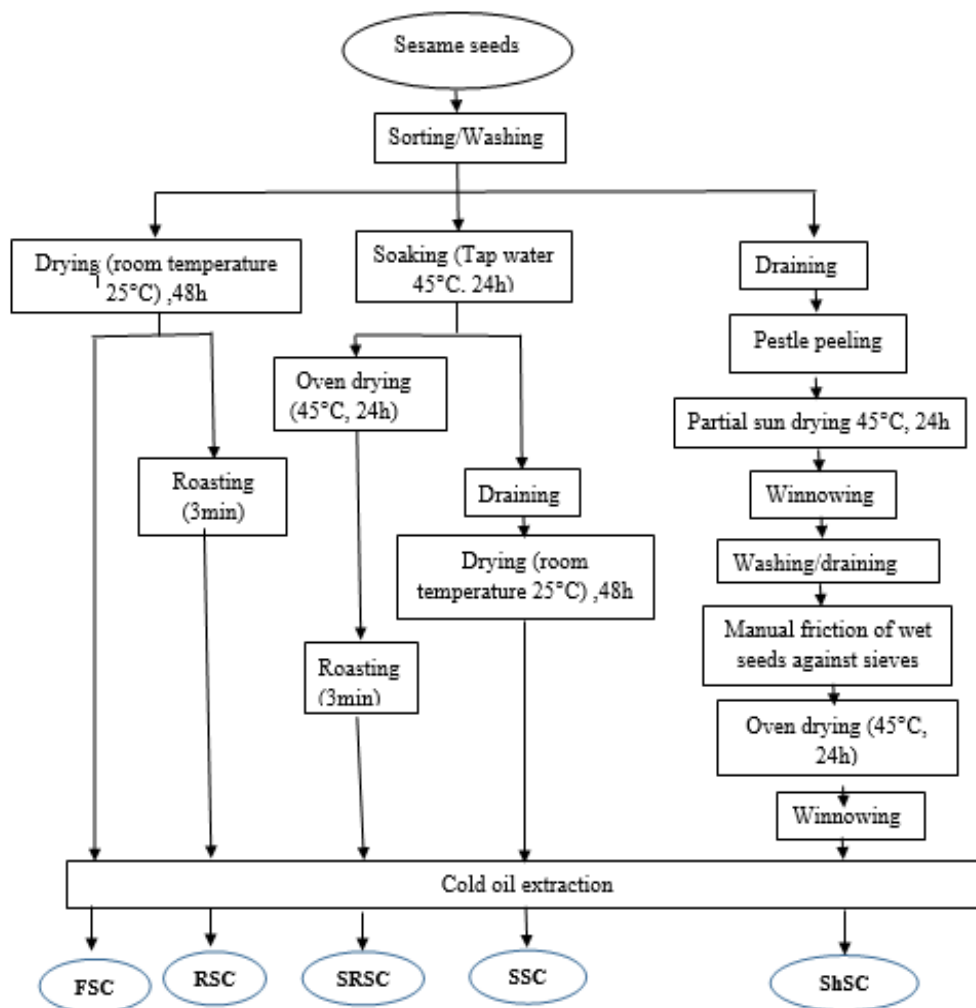 Sesame seeds
Sorting/Washing
Drying (room temperature
25°C) ,48h
Soaking (Tap water
45°C, 24h)
Draining
Pestle peeling
Oven drying
(45°C, 24h)
Partial sun drying 45°C, 24h
Roasting
(3min)
Draining
Winnowing
Drying (room
temperature 25°C) ,48h
Washing/draining
Manual friction of wet
seeds against sieves
Roasting
(3min)
Oven drying (45°C,
24h)
Winnowing
Cold oil extraction
FSC
RSC
SRSC
SSC
ShSC